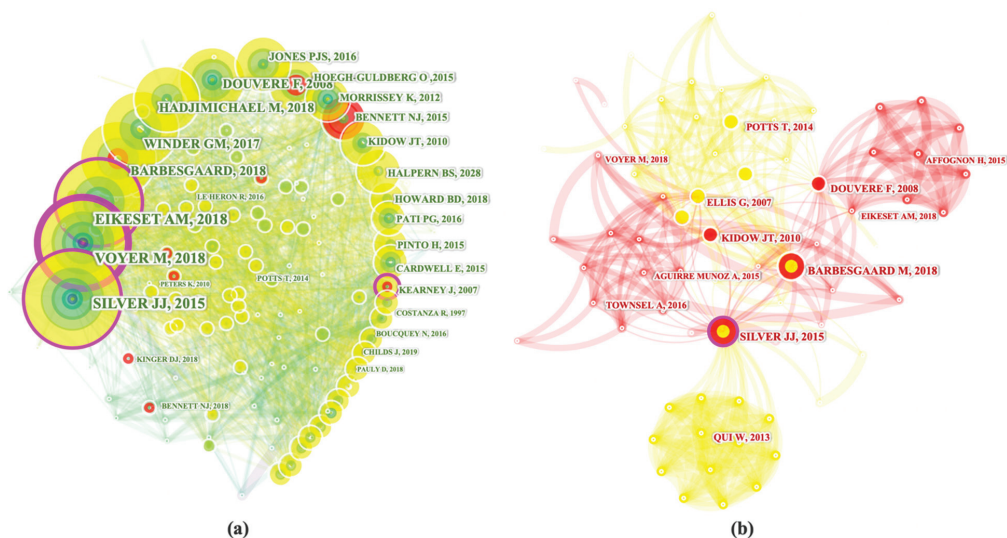 JONES PJS, 2016
HOEGH-GULDBERG O ,2015
DOUVERE F, 2008
MORRISSEY K, 2012
HADJIMICHAEL M, 2018
BENNETT NJ, 2015
WINDER GM, 2017
KIDOW JT, 2010
BARBESGAARD, 2018
HALPERN BS, 2028
LE HERON R, 2016
HOWARD BD, 2018
EIKESET AM, 2018
PATI PG, 2016
PINTO H, 2015
VOYER M, 2018
CARDWELL E, 2015
PETERS K, 2010
POTTS T, 2014
KEARNEY J, 2007
SILVER JJ, 2015
COSTANZA R, 1997
BOUCQUEY N, 2016
CHILDS J, 2019
KINGER DJ, 2018
PAULY D, 2018
BENNETT NJ, 2018
(a)
POTTS T, 2014
VOYER M, 2018
AFFOGNON H, 2015
DOUVERE F, 2008
ELLIS G, 2007
EIKESET AM, 2018
KIDOW JT, 2010
AGUIRRE MUNOZ A, 2015
BARBESGAARD M, 2018
TOWNSEL A, 2016
SILVER JJ, 2015
QUI W, 2013
(b)